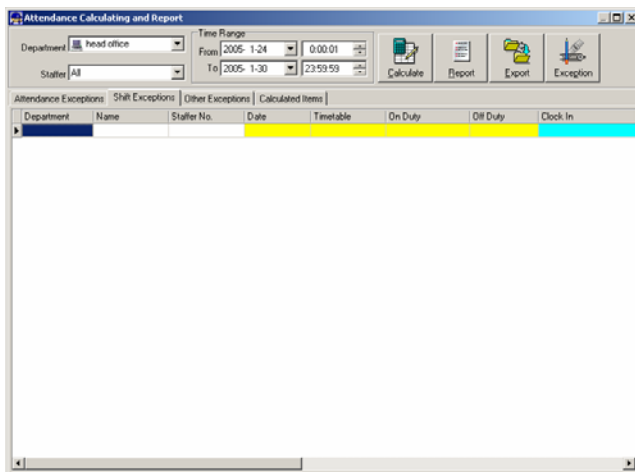 Attendance Calculating and Report
Department head office
Staffer All
Time Range
From 2005- 1-24 0:00:01
To 2005- 1-30 23:59:59
Calculate Report Export Exception
Attendance Exceptions Shift Exceptions Other Exceptions Calculated Items
Department Name Staffer No. Date Timetable On Duty Off Duty Clock In